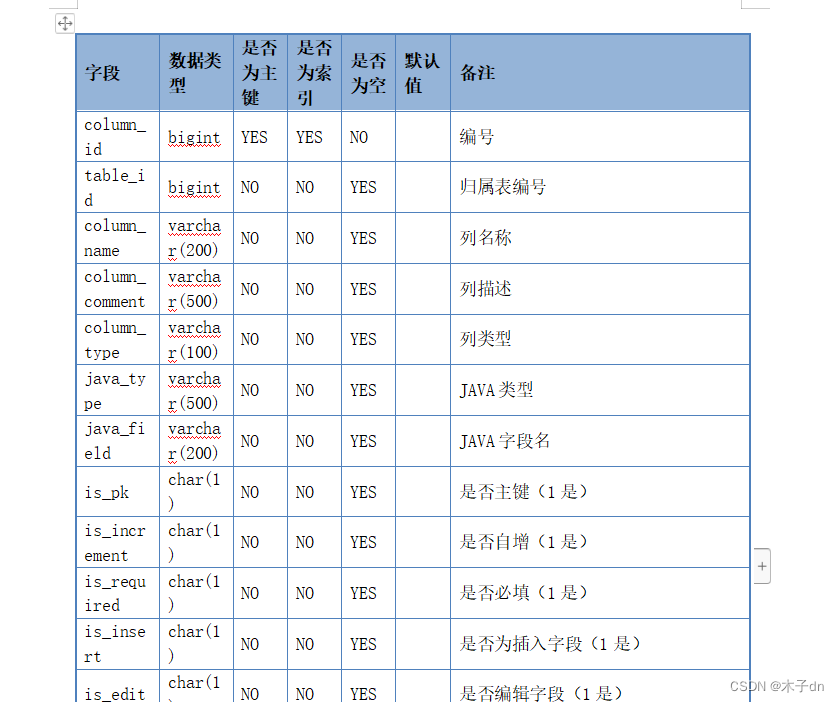 字段 数据类型 是否为主键 是否为索引 是否为空 默认值 备注
column_id bigint YES YES NO 编号
table_id bigint NO NO YES 归属表编号
column_name varchar(200) NO NO YES 列名称
column_comment varchar(500) NO NO YES 列描述
column_type varchar(100) NO NO YES 列类型
java_type varchar(500) NO NO YES JAVA类型
java_field varchar(200) NO NO YES JAVA字段名
is_pk char(1) NO NO YES 是否主键（1是）
is_increment char(1) NO NO YES 是否自增（1是）
is_required char(1) NO NO YES 是否必填（1是）
is_insert char(1) NO NO YES 是否为插入字段（1是）
is_edit char(1) NO NO YES 是否编辑字段（1是）
CSDN @木子dn